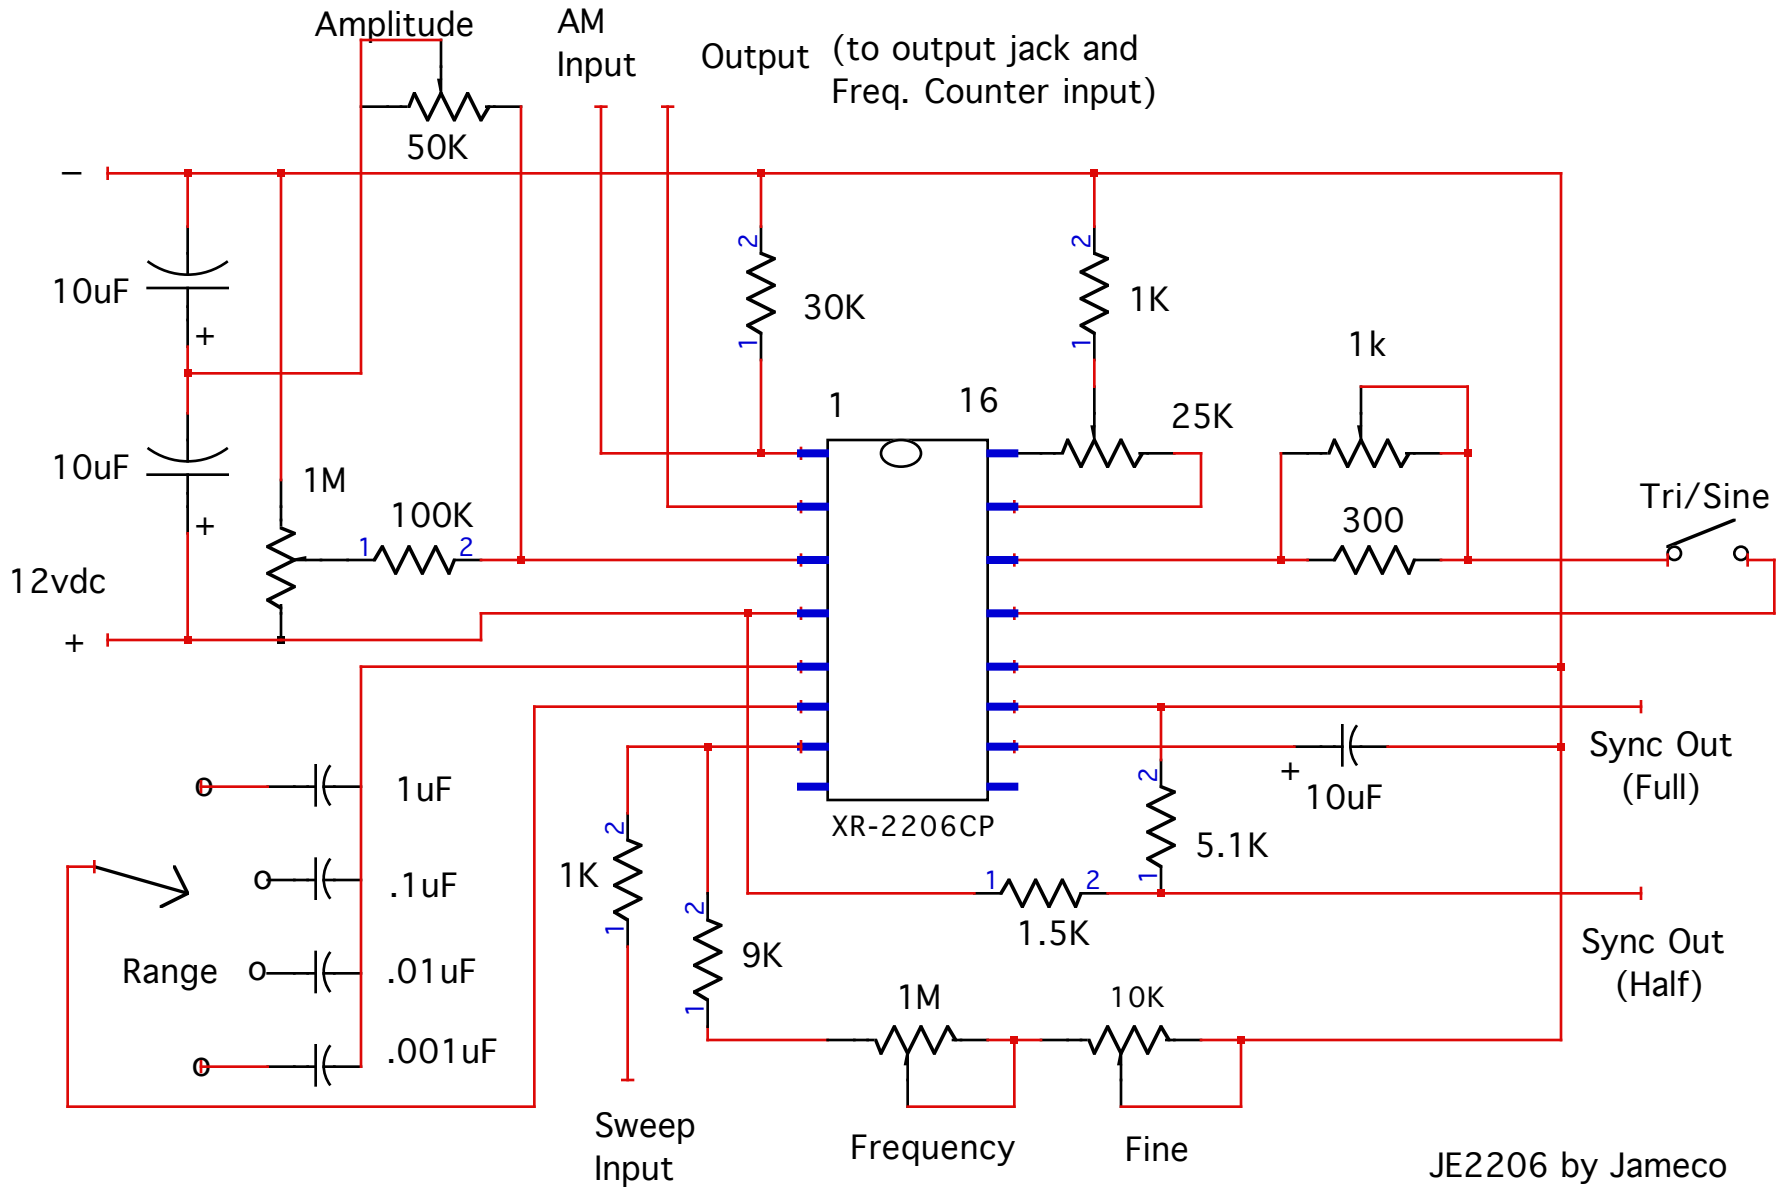 Amplitude
AM
Input
Output
(to output jack and
Freq. Counter input)
50K
−
2
2
10uF
30K
1K
+
1
1
1k
1
16
25K
10uF
1M
Tri/Sine
+
100K
300
1
2
12vdc
+
Sync Out
(Full)
1uF
2
+
10uF
XR-2206CP
2
5.1K
1K
.1uF
1
1
2
1.5K
2
1
9K
Sync Out
(Half)
Range
.01uF
1
1M
10K
.001uF
Sweep
Input
Frequency
Fine
JE2206 by Jameco